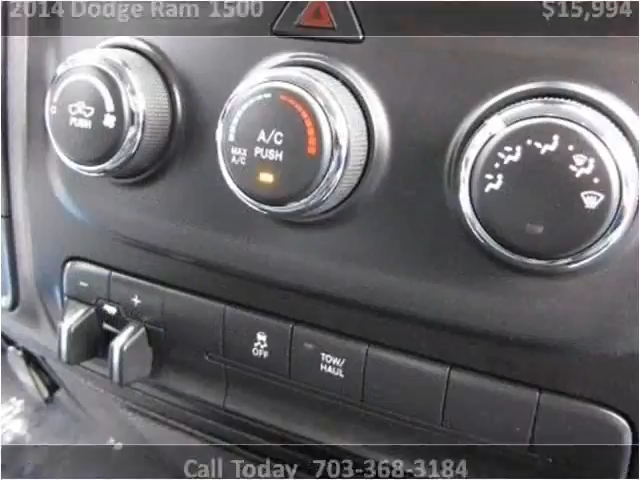 2014 Dodge Ram 1500
$15,994
PUSH
A/C
MAX
A/C
PUSH
- +
OFF
TOW/
HAUL
Call Today 703-368-3184